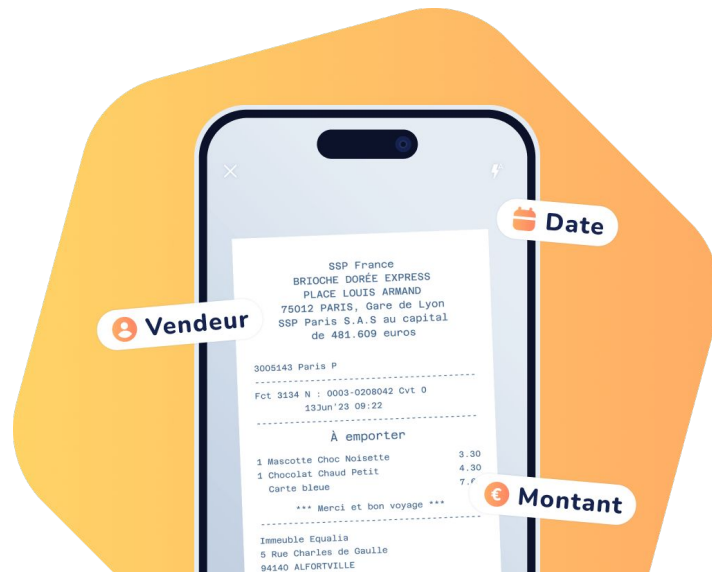 Date
SSP France
BRIOCHE DORÉE EXPRESS
PLACE LOUIS ARMAND
75012 PARIS, Gare de Lyon
SSP Paris S.A.S au capital
de 481.609 euros
Vendeur
3005143 Paris P
Fct 3134 N : 0003-0208042 Cvt 0
13Jun'23 09:22
À emporter
1 Mascotte Choc Noisette 3.30
1 Chocolat Chaud Petit 4.30
Carte bleue
Montant
*** Merci et bon voyage ***
Immeuble Equalia
5 Rue Charles de Gaulle
94140 ALFORTVILLE